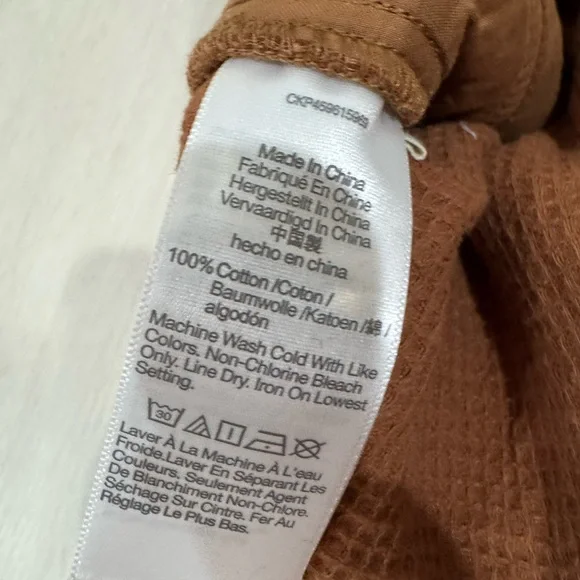 CKP459615969
Made In China
Fabriqué En Chine
Hergestellt In China
Vervaardigd In China
中国製
hecho en china
100% Cotton /Coton /
Baumwolle /Katoen /綿 /
algodón
Machine Wash Cold With Like
Colors. Non-Chlorine Bleach
Only. Line Dry. Iron On Lowest
Setting.
30
Laver À La Machine À L'eau
Froide.Laver En Séparant Les
Couleurs. Seulement Agent
De Blanchiment Non-Chlore.
Séchage Sur Cintre. Fer Au
Réglage Le Plus Bas.